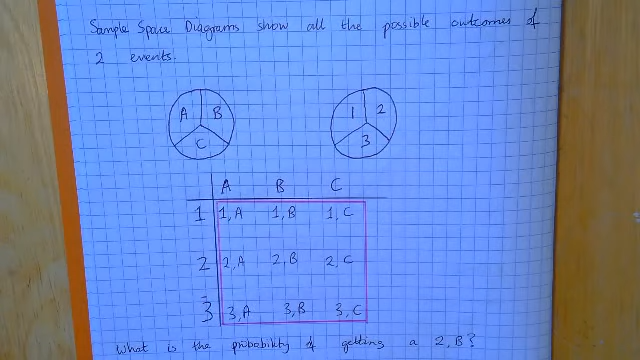 Sample Space Diagrams show all the possible outcomes of
2 events.
A B
C
1 2
3
A B C
1 1,A 1,B 1,C
2 2,A 2,B 2,C
3 3,A 3,B 3,C
What is the probability of getting a 2,B?